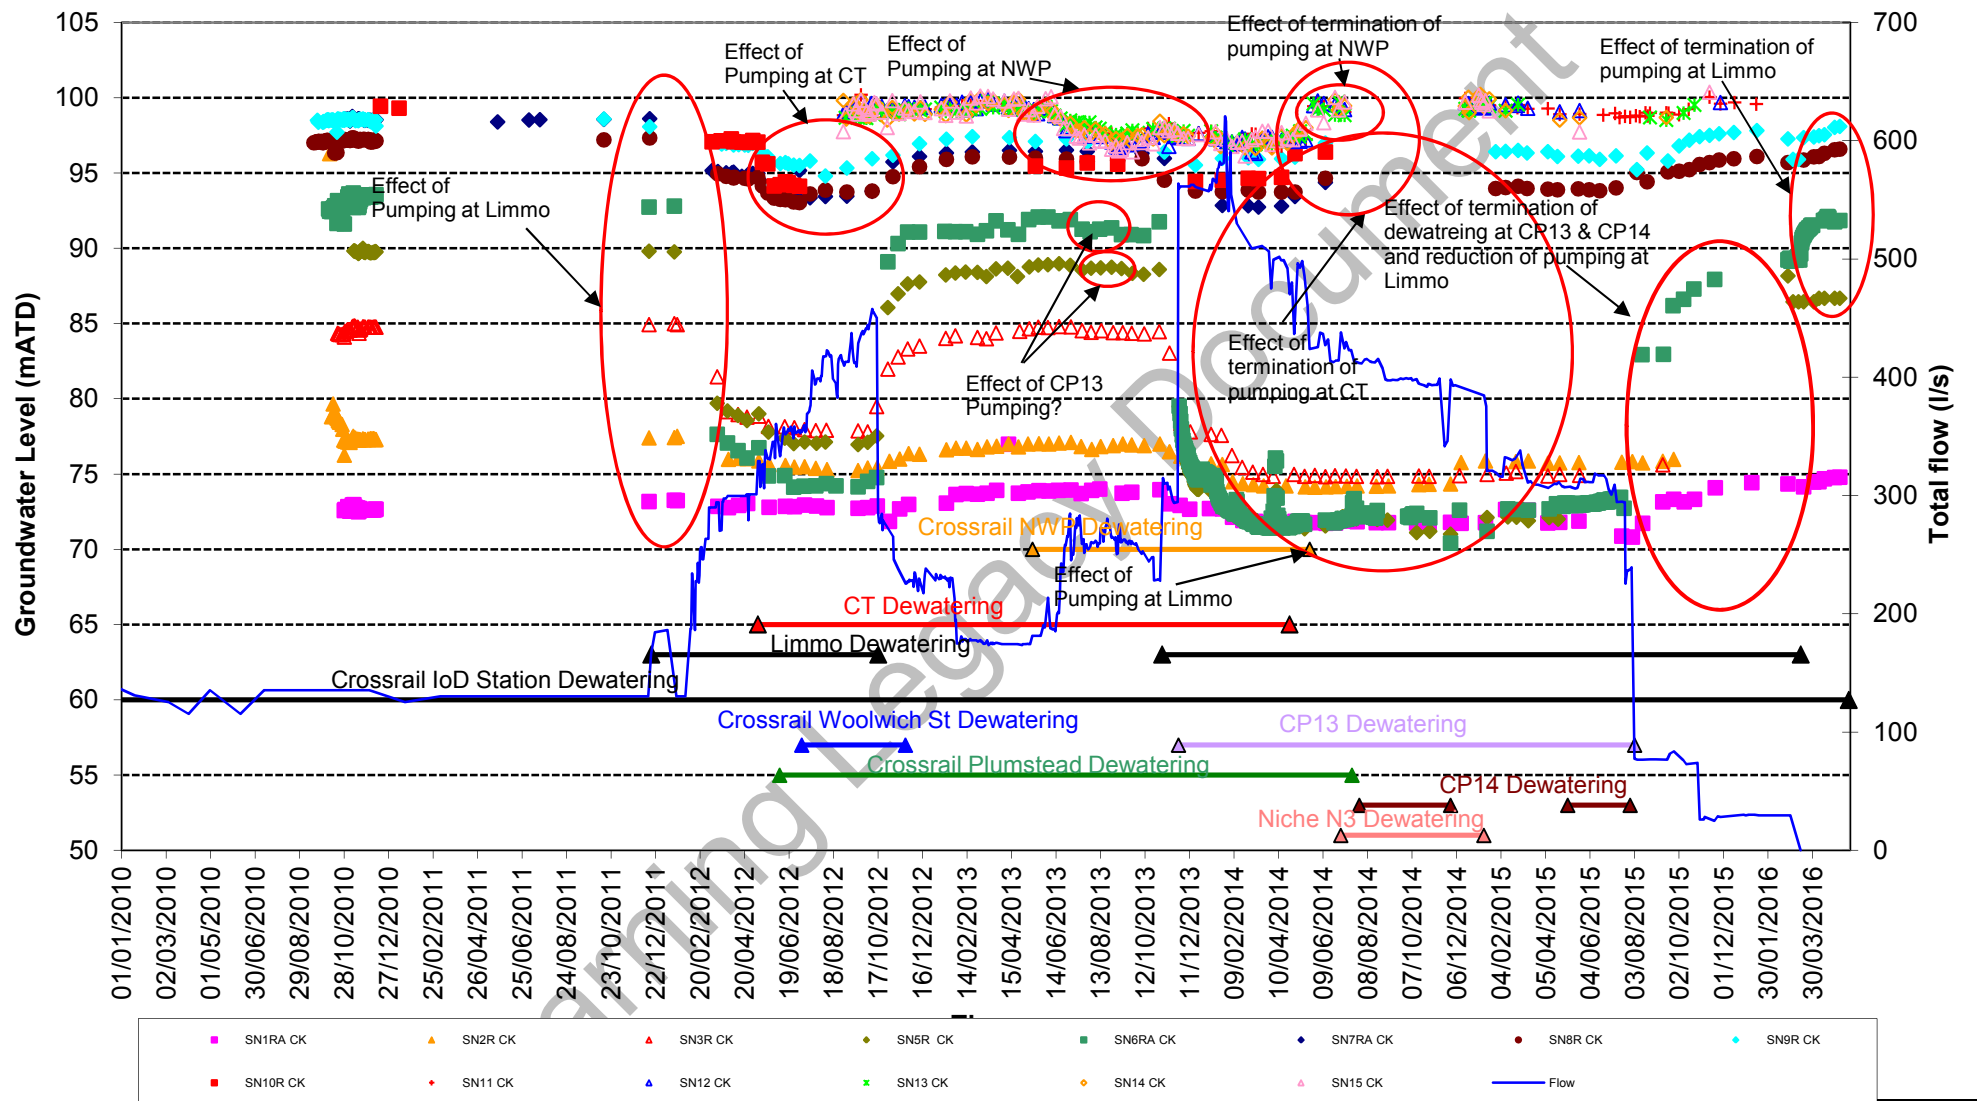 105
100
95
90
85
80
75
70
65
60
55
50
Groundwater Level (mATD)
700
600
500
400
300
200
100
0
Total flow (l/s)
Effect of
Pumping at CT
Effect of
Pumping at NWP
Effect of termination of
pumping at NWP
Effect of termination of
pumping at Limmo
Effect of
Pumping at Limmo
Effect of termination of
dewatreing at CP13 & CP14
and reduction of pumping at
Limmo
Effect of
termination of
pumping at CT
Effect of CP13
Pumping?
Effect of
Pumping at Limmo
Crossrail NWP Dewatering
CT Dewatering
Limmo Dewatering
Crossrail IoD Station Dewatering
Crossrail Woolwich St Dewatering
CP13 Dewatering
Crossrail Plumstead Dewatering
CP14 Dewatering
Niche N3 Dewatering
arning Legacy Document
01/01/2010
02/03/2010
01/05/2010
30/06/2010
29/08/2010
28/10/2010
27/12/2010
25/02/2011
26/04/2011
25/06/2011
24/08/2011
23/10/2011
22/12/2011
20/02/2012
20/04/2012
19/06/2012
18/08/2012
17/10/2012
16/12/2012
14/02/2013
15/04/2013
14/06/2013
13/08/2013
12/10/2013
11/12/2013
09/02/2014
10/04/2014
09/06/2014
08/08/2014
07/10/2014
06/12/2014
04/02/2015
05/04/2015
04/06/2015
03/08/2015
02/10/2015
01/12/2015
30/01/2016
30/03/2016
SN1RA CK
SN2R CK
SN3R CK
SN5R CK
SN6RA CK
SN7RA CK
SN8R CK
SN9R CK
SN10R CK
SN11 CK
SN12 CK
SN13 CK
SN14 CK
SN15 CK
Flow